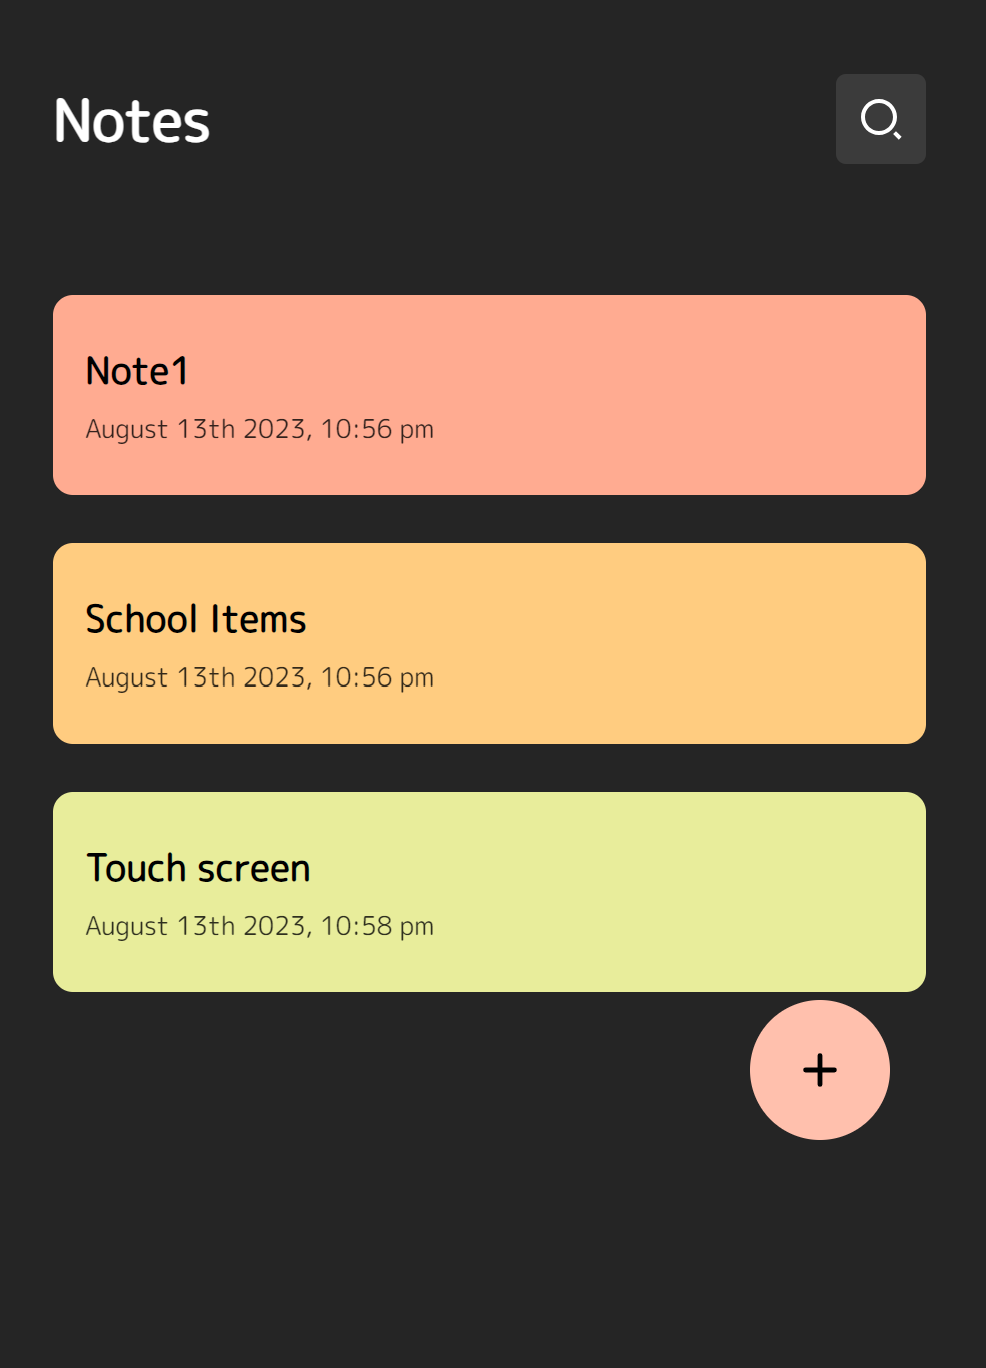 Notes
Note1
August 13th 2023, 10:56 pm
School Items
August 13th 2023, 10:56 pm
Touch screen
August 13th 2023, 10:58 pm